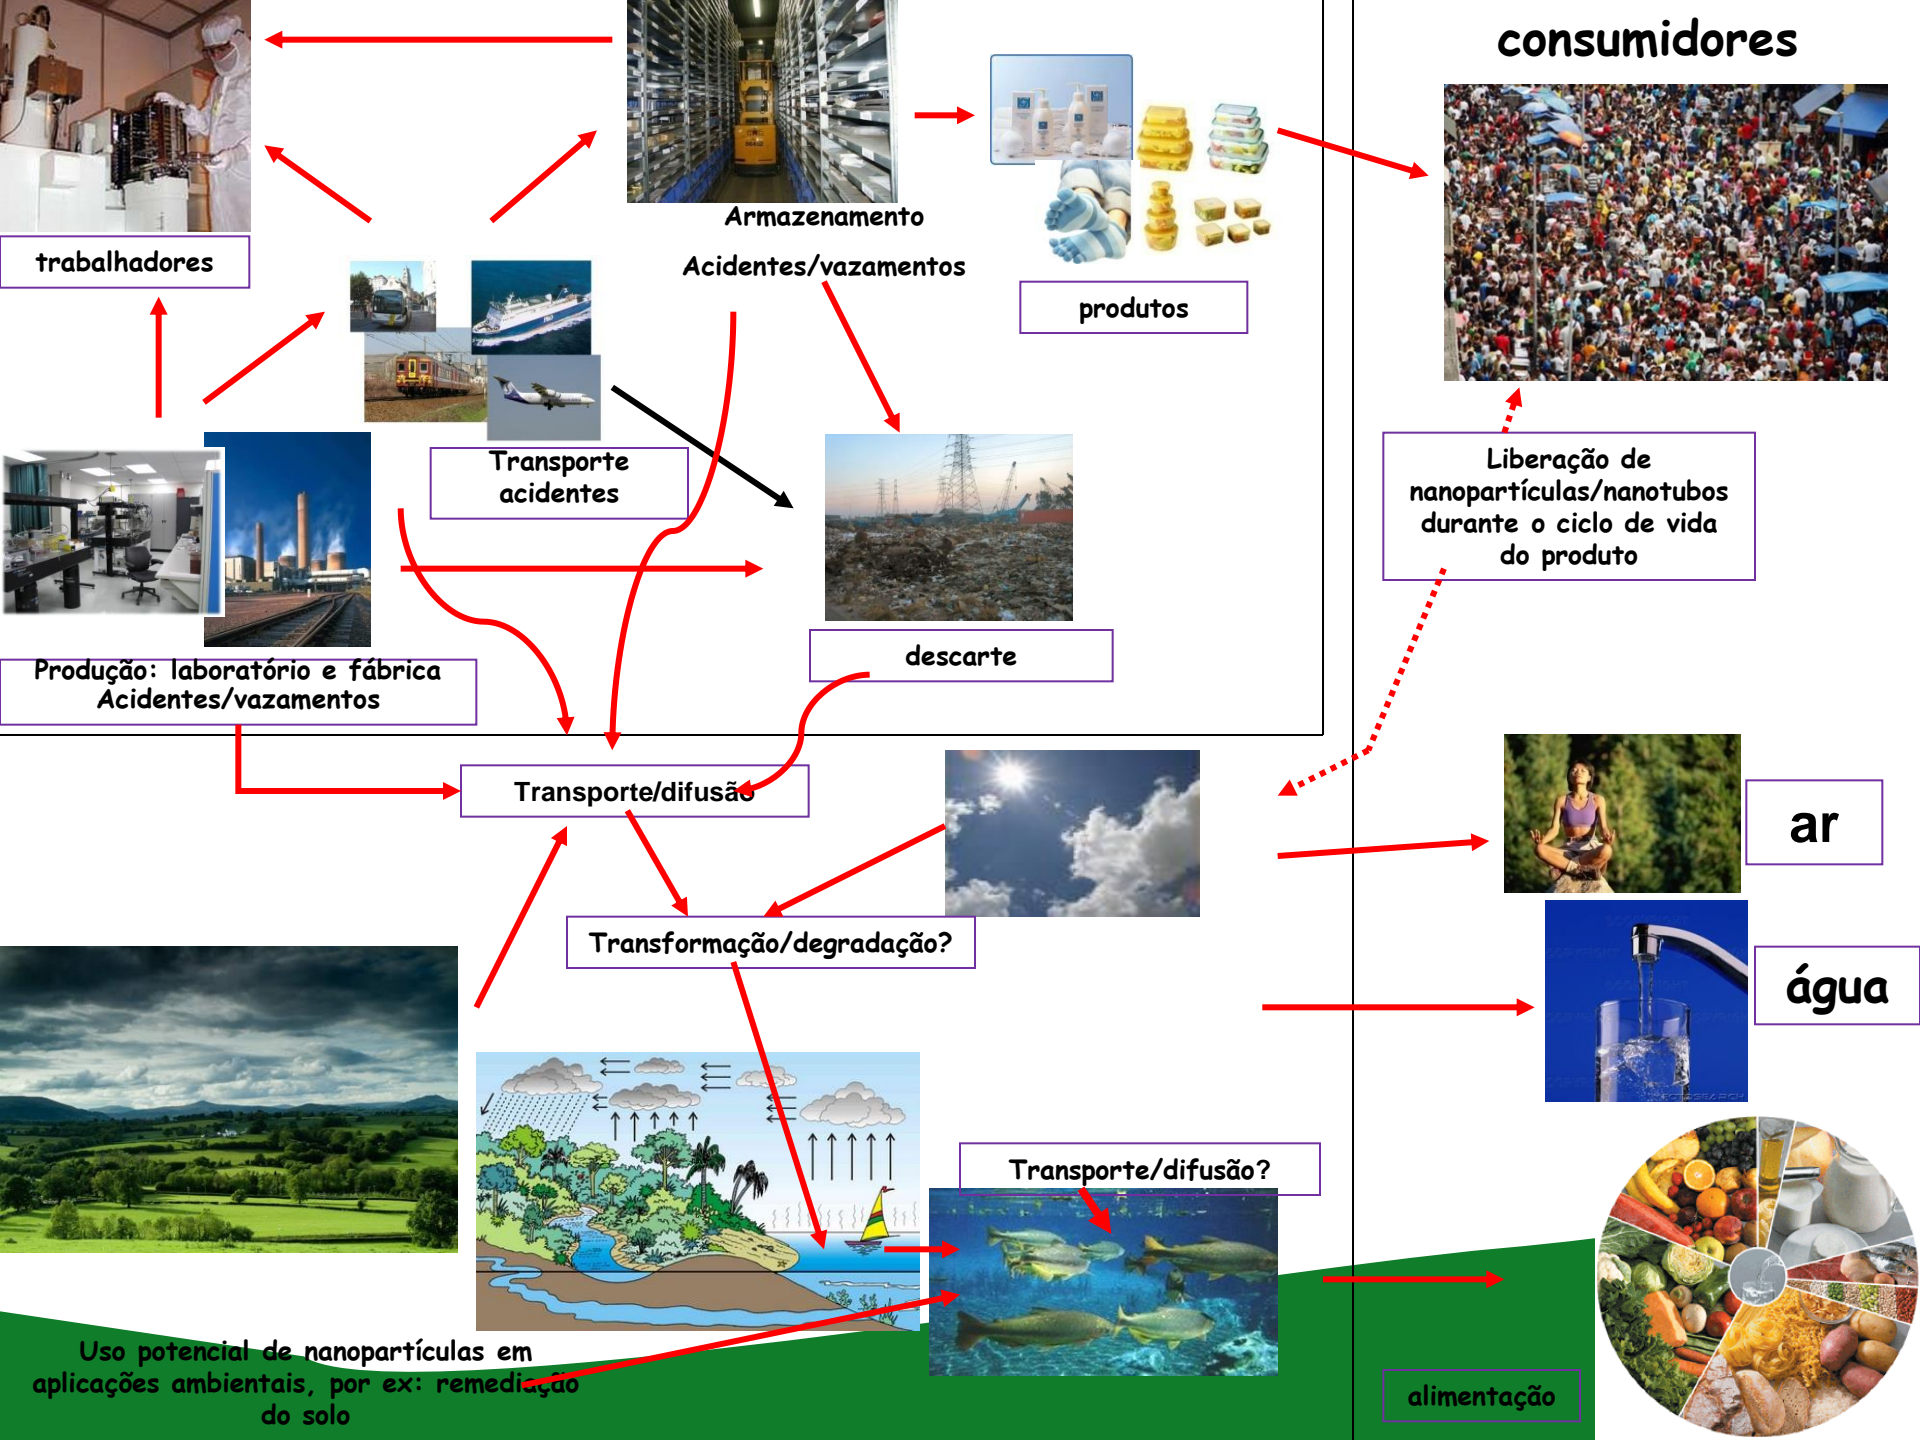 consumidores
Armazenamento
Acidentes/vazamentos
trabalhadores
produtos
Transporte
acidentes
Liberação de
nanopartículas/nanotubos
durante o ciclo de vida
do produto
descarte
Produção: laboratório e fábrica
Acidentes/vazamentos
Transporte/difusão
ar
Transformação/degradação?
água
Transporte/difusão?
Uso potencial de nanopartículas em
aplicações ambientais, por ex: remediação
do solo
alimentação